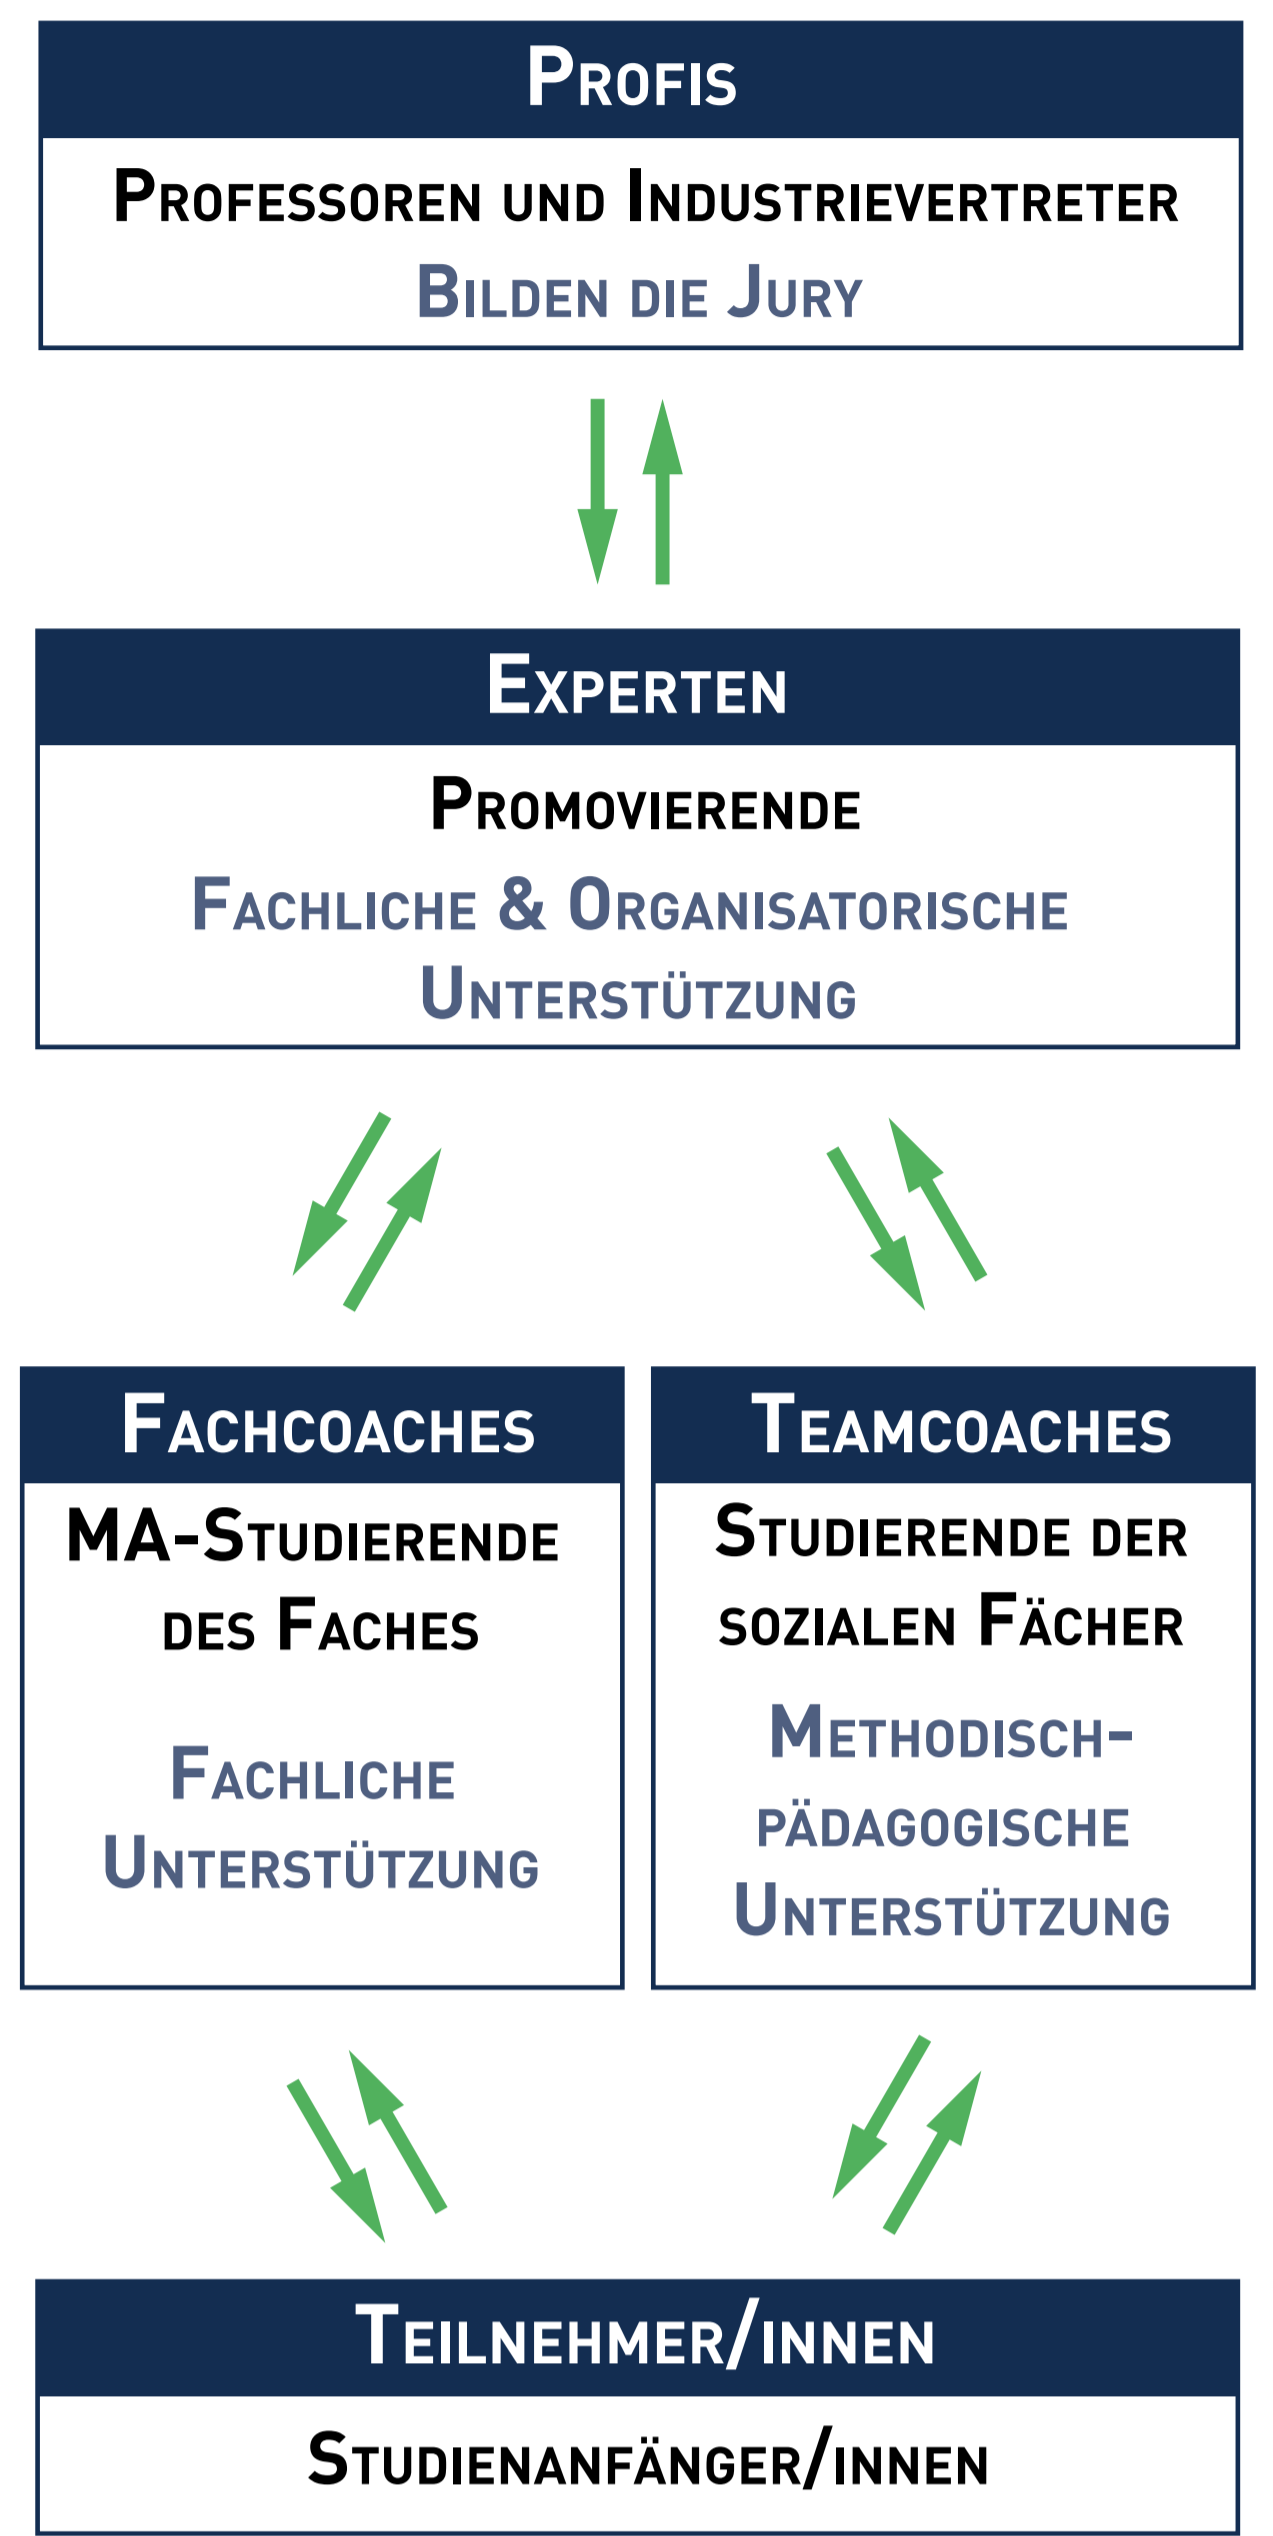 Profis
Professoren und Industrievertreter
Bilden die Jury
Experten
Promovierende
Fachliche & Organisatorische
Unterstützung
Fachcoaches
MA-Studierende
des Faches
Fachliche
Unterstützung
Teamcoaches
Studierende der
sozialen Fächer
Methodisch-
pädagogische
Unterstützung
Teilnehmer/innen
Studienanfänger/innen